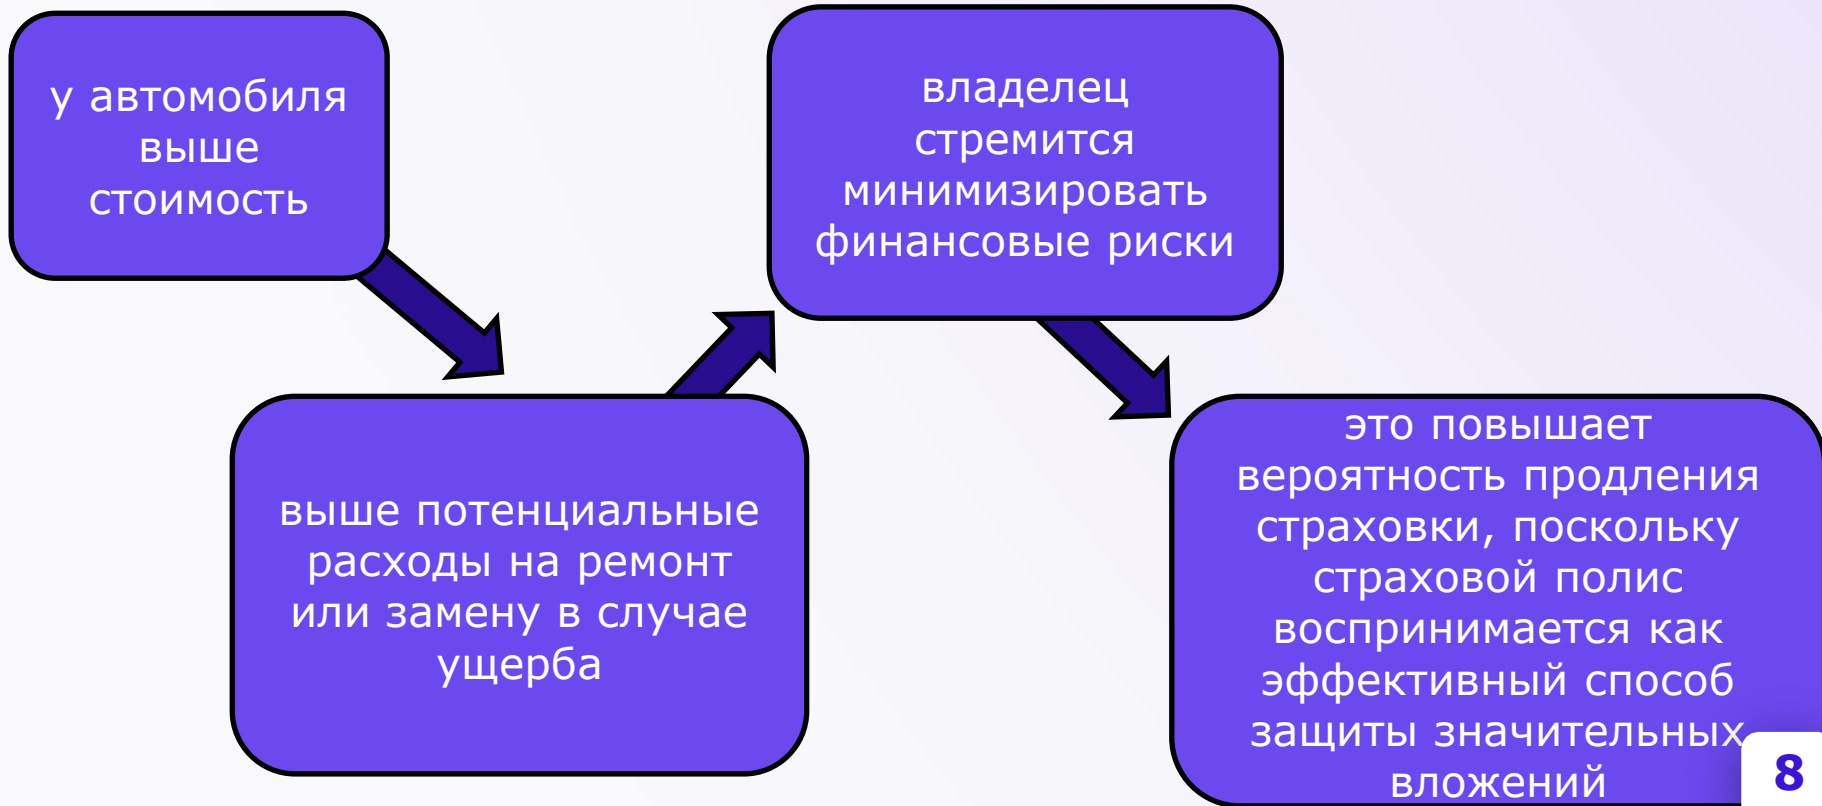 у автомобиля
выше
стоимость
выше потенциальные
расходы на ремонт
или замену в случае
ущерба
владелец
стремится
минимизировать
финансовые риски
это повышает
вероятность продления
страховки, поскольку
страховой полис
воспринимается как
эффективный способ
защиты значительных
вложений
8